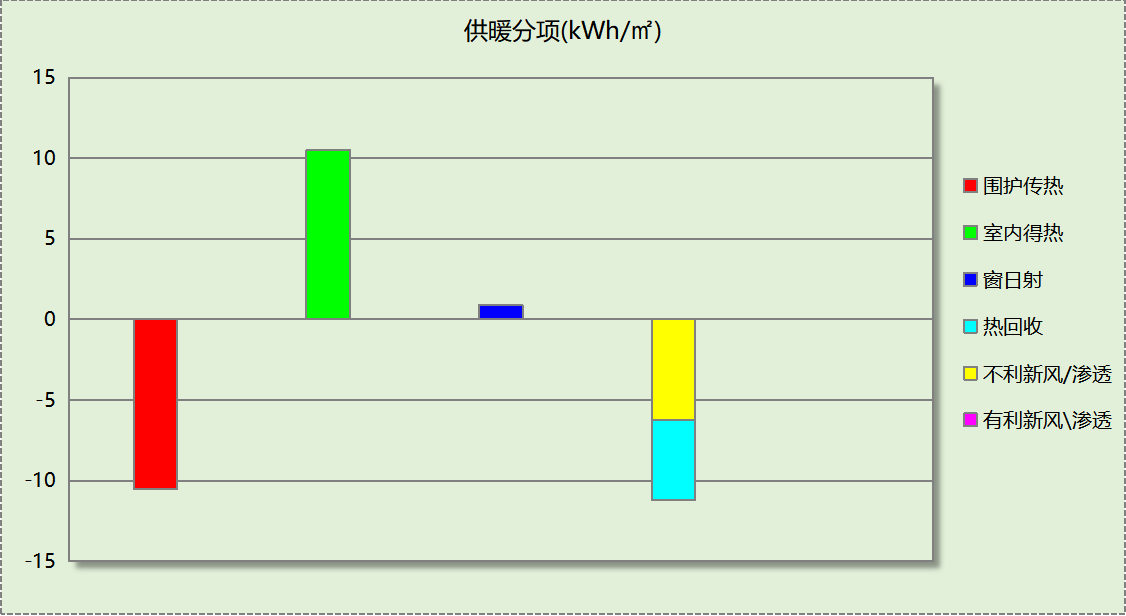 供暖分项(kWh/㎡)
15
10
5
0
-5
-10
-15
围护传热
室内得热
窗日射
热回收
不利新风/渗透
有利新风\渗透